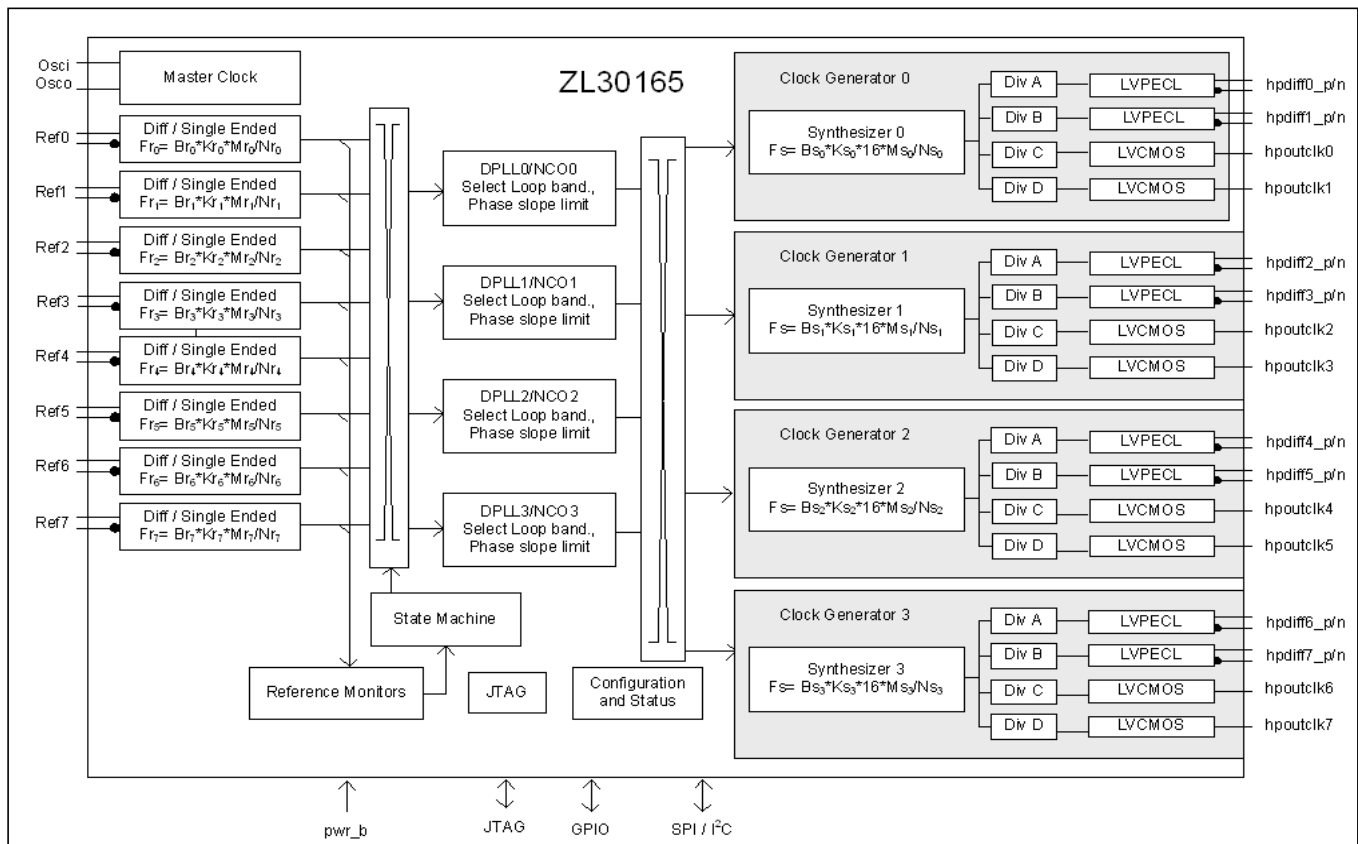 ZL30165
Osci
Osco
Master Clock
Ref0
Diff / Single Ended
Fr₀= Br₀*Kr₀*Mr₀/Nr₀
Ref1
Diff / Single Ended
Fr₁= Br₁*Kr₁*Mr₁/Nr₁
Ref2
Diff / Single Ended
Fr₂= Br₂*Kr₂*Mr₂/Nr₂
Ref3
Diff / Single Ended
Fr₃= Br₃*Kr₃*Mr₃/Nr₃
Ref4
Diff / Single Ended
Fr₄= Br₄*Kr₄*Mr₄/Nr₄
Ref5
Diff / Single Ended
Fr₅= Br₅*Kr₅*Mr₅/Nr₅
Ref6
Diff / Single Ended
Fr₆= Br₆*Kr₆*Mr₆/Nr₆
Ref7
Diff / Single Ended
Fr₇= Br₇*Kr₇*Mr₇/Nr₇
DPLL0/NCO0
Select Loop band.,
Phase slope limit
DPLL1/NCO1
Select Loop band.,
Phase slope limit
DPLL2/NCO2
Select Loop band.,
Phase slope limit
DPLL3/NCO3
Select Loop band.,
Phase slope limit
State Machine
Reference Monitors
JTAG
Configuration
and Status
Clock Generator 0
Synthesizer 0
Fs= Bs₀*Ks₀*16*Ms₀/Ns₀
Div A
LVPECL
hpdiff0_p/n
Div B
LVPECL
hpdiff1_p/n
Div C
LVCMOS
hpoutclk0
Div D
LVCMOS
hpoutclk1
Clock Generator 1
Synthesizer 1
Fs= Bs₁*Ks₁*16*Ms₁/Ns₁
Div A
LVPECL
hpdiff2_p/n
Div B
LVPECL
hpdiff3_p/n
Div C
LVCMOS
hpoutclk2
Div D
LVCMOS
hpoutclk3
Clock Generator 2
Synthesizer 2
Fs= Bs₂*Ks₂*16*Ms₂/Ns₂
Div A
LVPECL
hpdiff4_p/n
Div B
LVPECL
hpdiff5_p/n
Div C
LVCMOS
hpoutclk4
Div D
LVCMOS
hpoutclk5
Clock Generator 3
Synthesizer 3
Fs= Bs₃*Ks₃*16*Ms₃/Ns₃
Div A
LVPECL
hpdiff6_p/n
Div B
LVPECL
hpdiff7_p/n
Div C
LVCMOS
hpoutclk6
Div D
LVCMOS
hpoutclk7
pwr_b
JTAG
GPIO
SPI / I²C